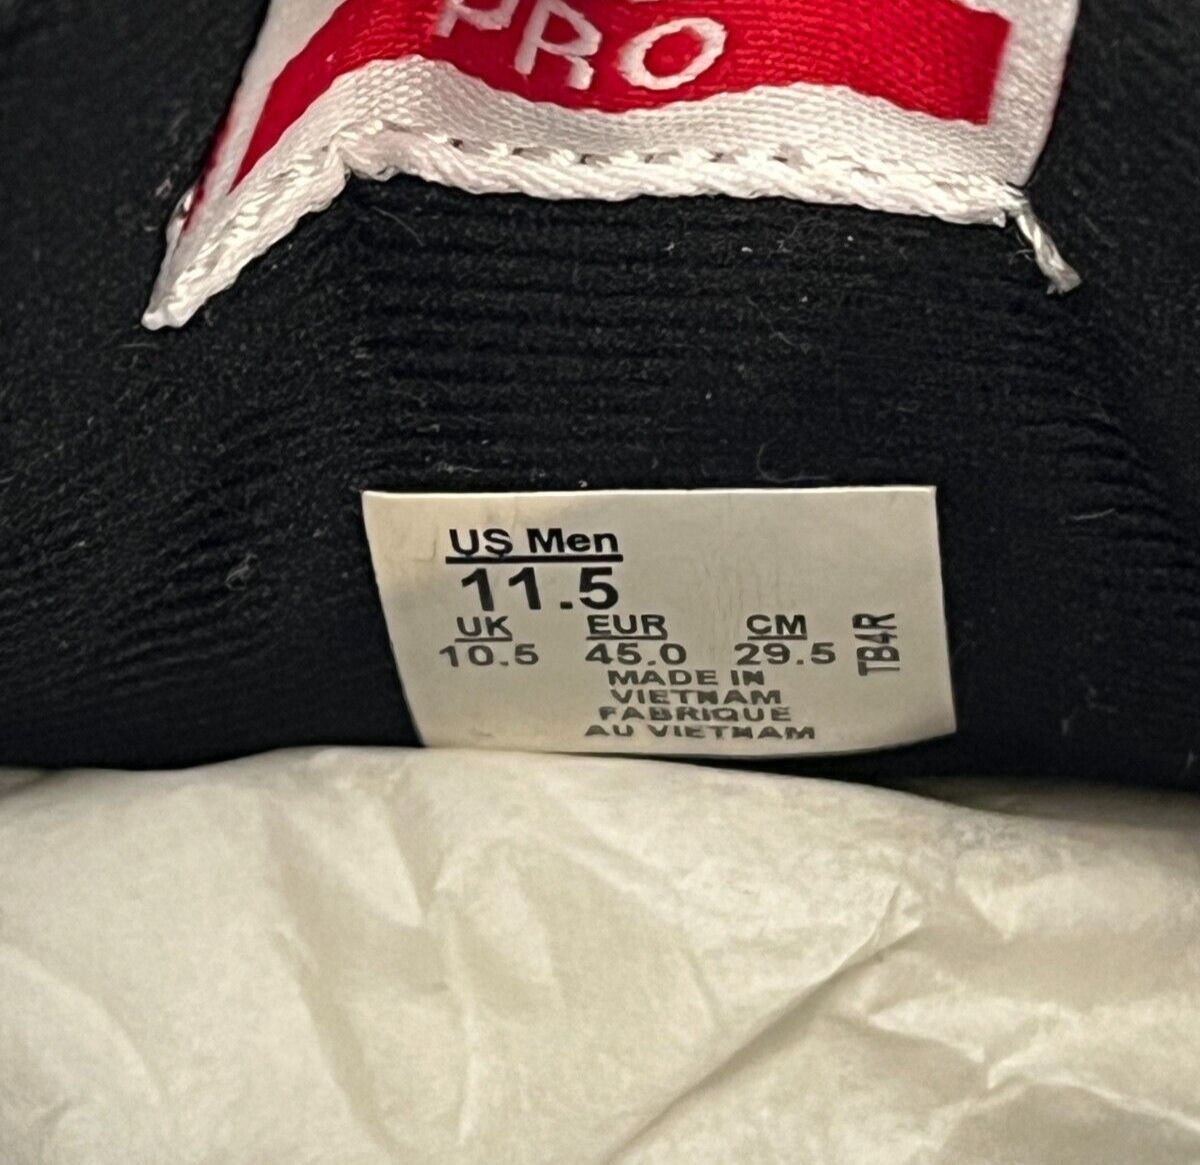 PRO
US Men
11.5
UK EUR CM
10.5 45.0 29.5
TB4R
MADE IN
VIETNAM
FABRIQUE
AU VIETNAM